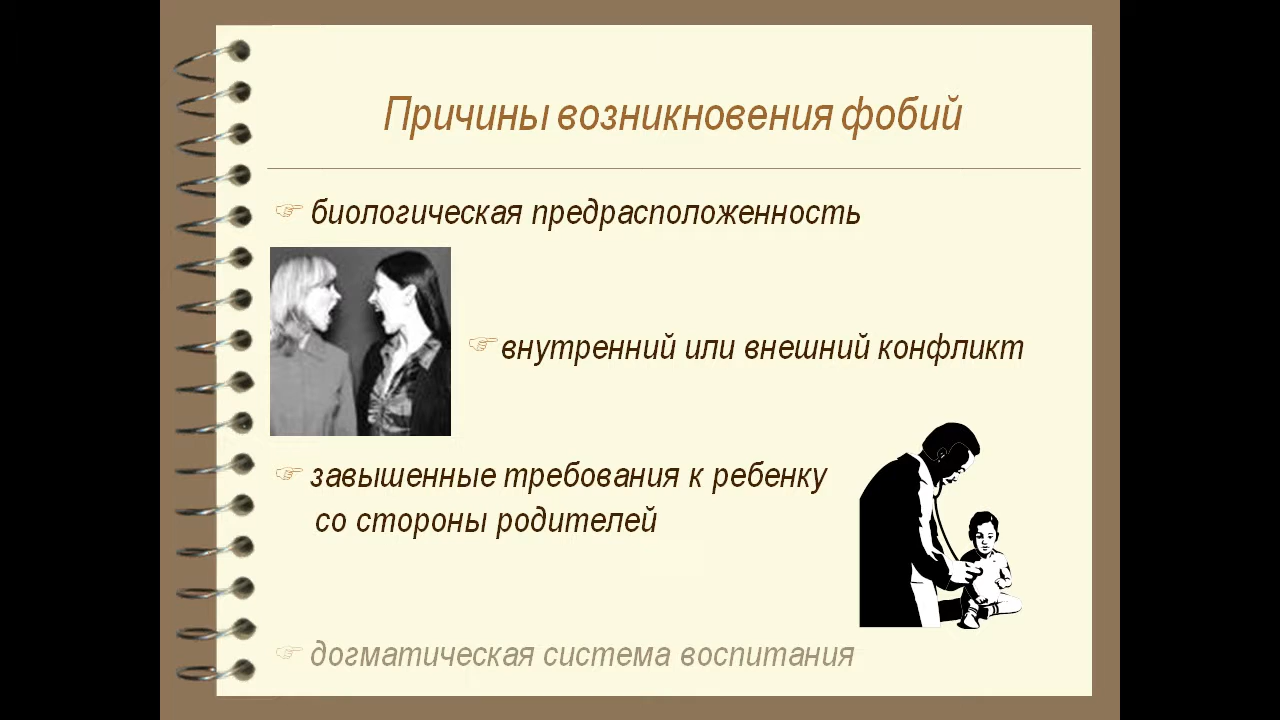 Причины возникновения фобий
биологическая предрасположенность
внутренний или внешний конфликт
завышенные требования к ребенку
со стороны родителей
догматическая система воспитания